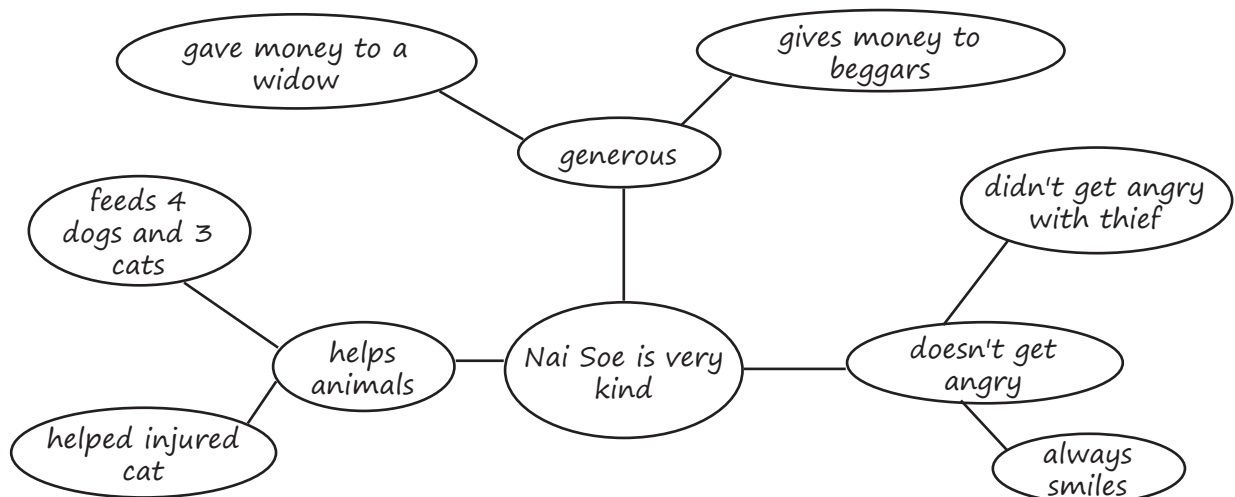 gave money to a
widow
gives money to
beggars
generous
feeds 4
dogs and 3
cats
didn't get angry
with thief
helps
animals
Nai Soe is very
kind
doesn't get
angry
helped injured
cat
always
smiles